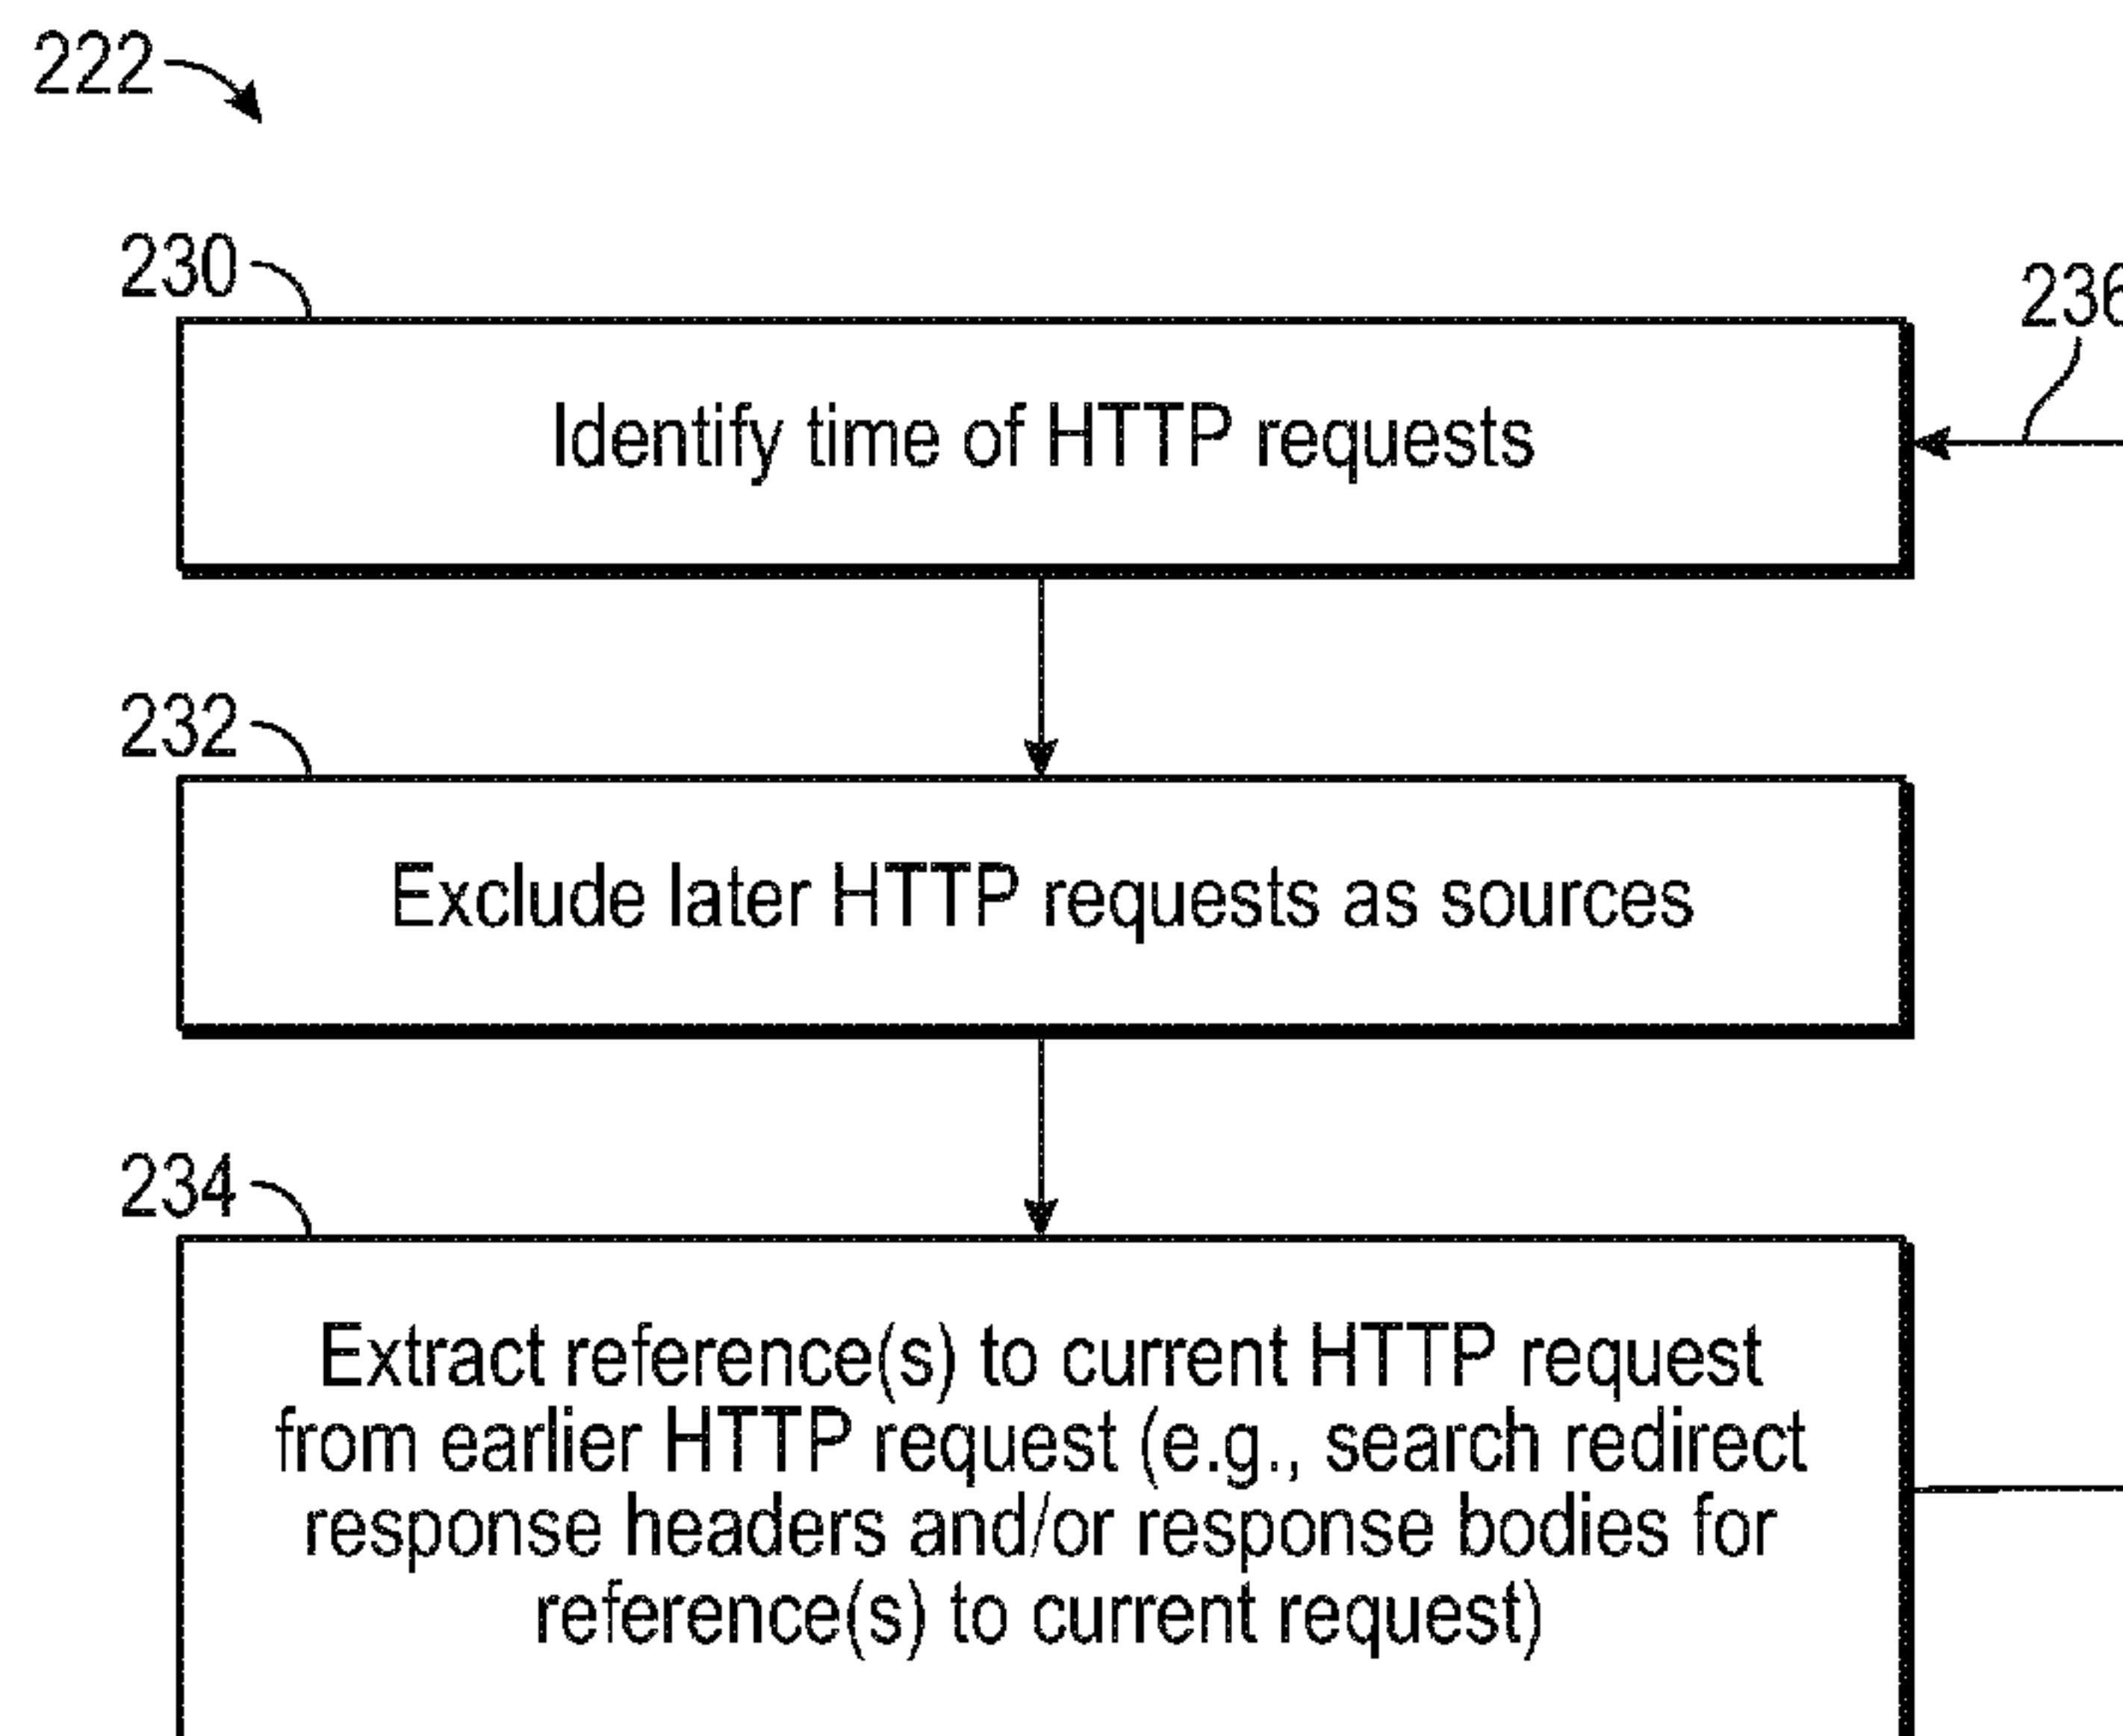 222
230
236
Identify time of HTTP requests
232
Exclude later HTTP requests as sources
234
Extract reference(s) to current HTTP request
from earlier HTTP request (e.g., search redirect
response headers and/or response bodies for
reference(s) to current request)